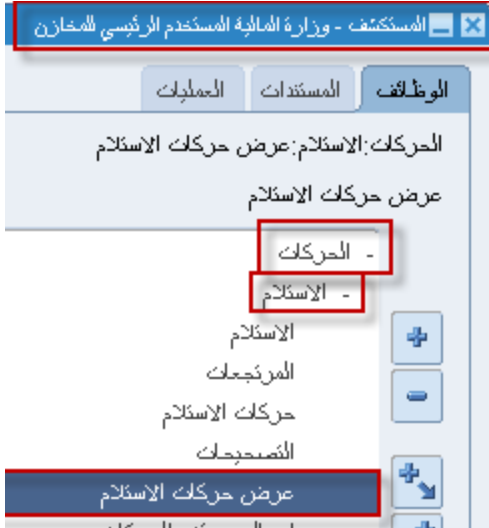 المستكشف - وزارة المالية المستخدم الرئيسي للمخازن
الوظائف المستندات العمليات
الحركات:الاستلام:عرض حركات الاستلام
عرض حركات الاستلام
- الحركات
- الاستلام
الاستلام
المرتجعات
حركات الاستلام
التصحيحات
عرض حركات الاستلام